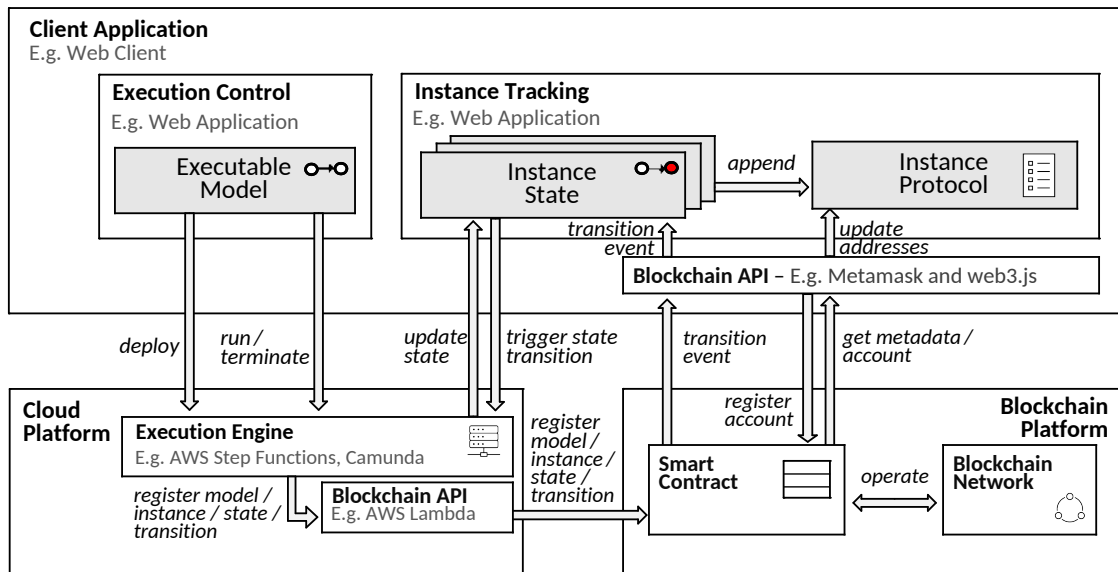 Client Application
E.g. Web Client
Execution Control
E.g. Web Application
Executable
Model
Instance Tracking
E.g. Web Application
Instance
State
append
Instance
Protocol
transition
event
update
addresses
Blockchain API – E.g. Metamask and web3.js
deploy
run /
terminate
update
state
trigger state
transition
transition
event
get metadata /
account
register
account
Cloud
Platform
Execution Engine
E.g. AWS Step Functions, Camunda
register model /
instance / state /
transition
Blockchain API
E.g. AWS Lambda
register
model /
instance /
state /
transition
Blockchain
Platform
Smart
Contract
operate
Blockchain
Network